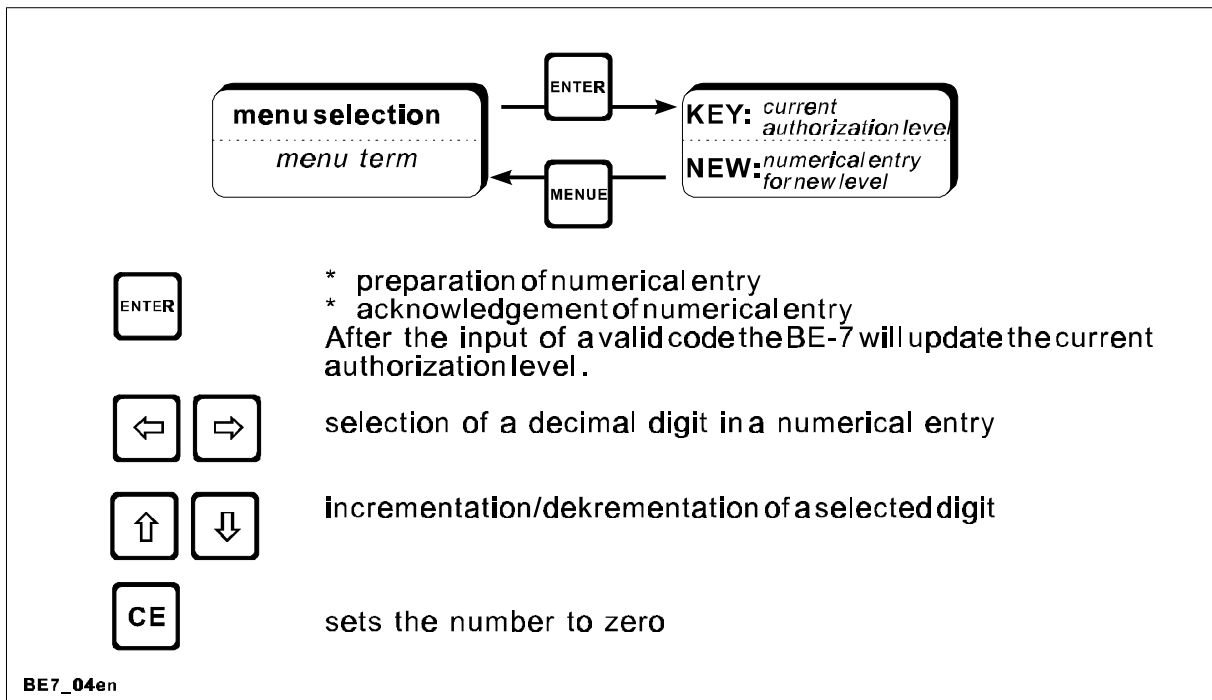 ENTER
menu selection
menu term
KEY: current
authorization level
NEW: numerical entry
for new level
MENUE
ENTER
* preparation of numerical entry
* acknowledgement of numerical entry
After the input of a valid code the BE-7 will update the current
authorization level.
selection of a decimal digit in a numerical entry
incrementation/dekrementation of a selected digit
CE
sets the number to zero
BE7_04en